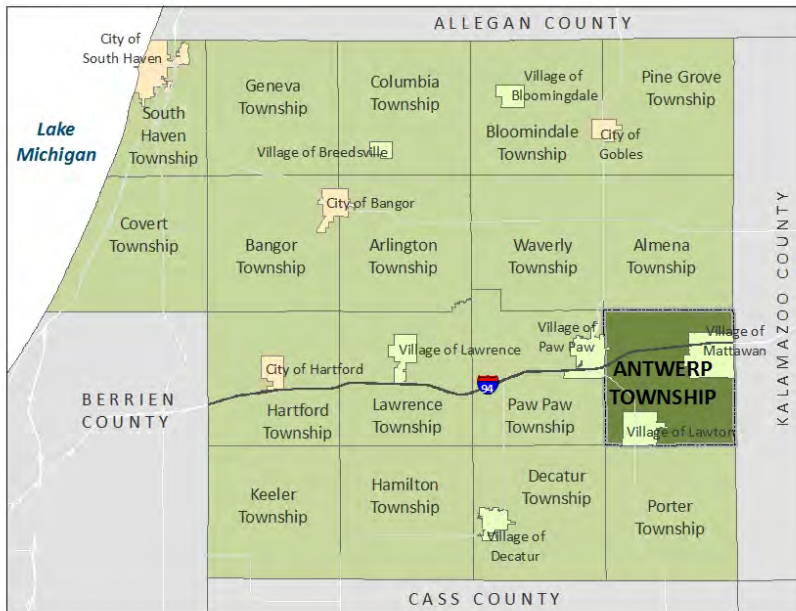 ALLEGAN COUNTY
City of
South Haven
Geneva
Township
Columbia
Township
Village of
Bloomingdale
Pine Grove
Township
South
Haven
Township
Lake
Michigan
Village of Breedsville
Bloomindale
Township
City of
Gobles
City of Bangor
Covert
Township
Bangor
Township
Arlington
Township
Waverly
Township
Almena
Township
KALAMAZOO COUNTY
Village of
Paw Paw
Village of
Mattawan
Village of Lawrence
City of Hartford
ANTWERP
TOWNSHIP
94
BERRIEN
COUNTY
Hartford
Township
Lawrence
Township
Paw Paw
Township
Village of Lawton
Keeler
Township
Hamilton
Township
Decatur
Township
Porter
Township
Village of
Decatur
CASS COUNTY